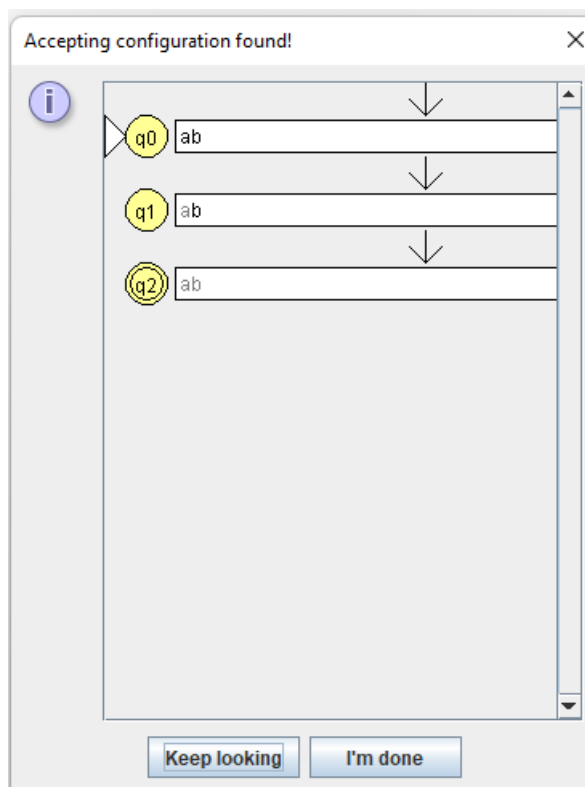 Accepting configuration found!
i
q0 ab
q1 ab
q2 ab
Keep looking I'm done